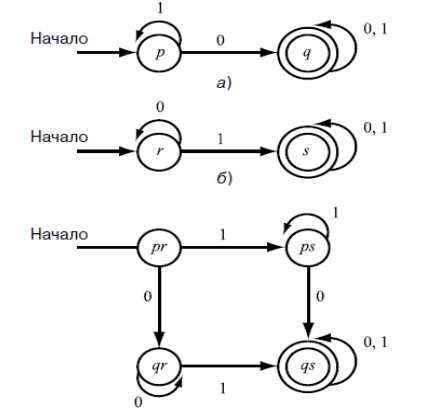 1
Начало p 0 q 0, 1
а)
0
Начало r 1 s 0, 1
б)
1
Начало pr 1 ps
0 0
qr 1 qs 0, 1
0